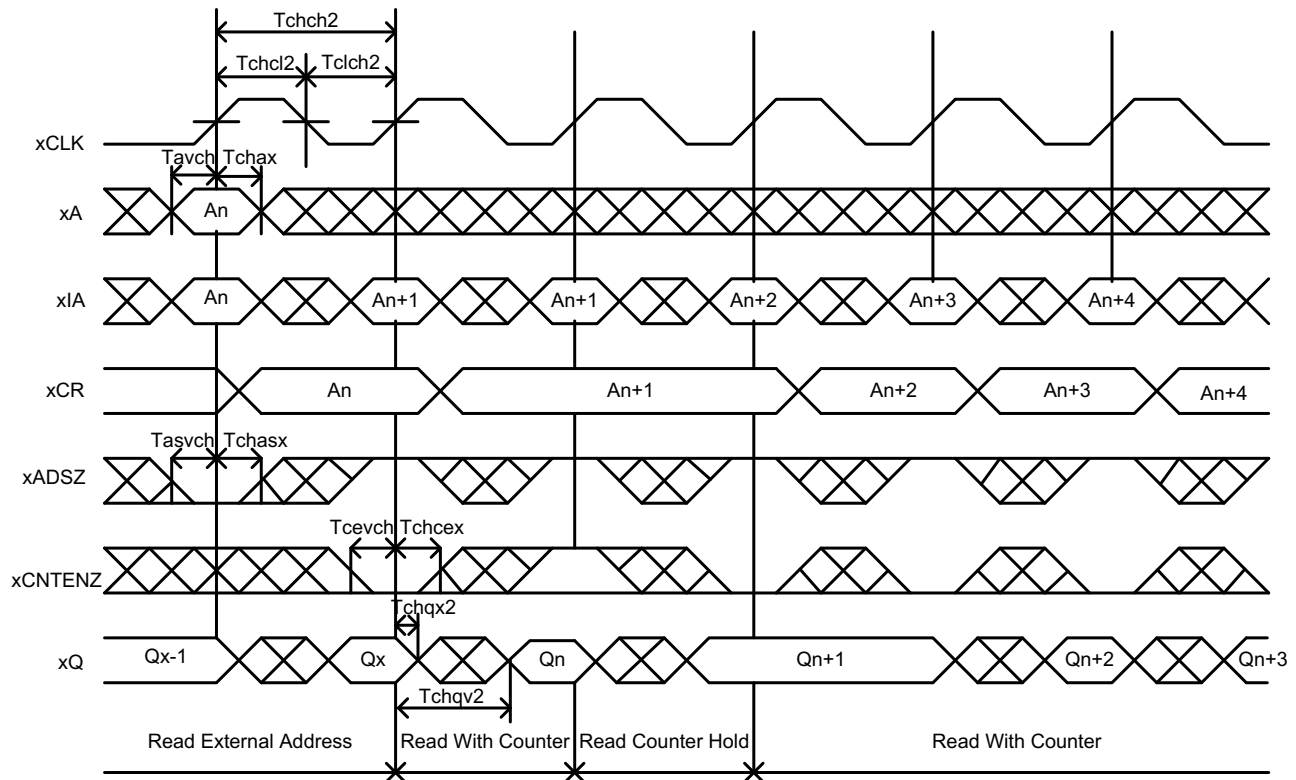 Tchch2
Tchcl2 Tclch2
xCLK
Tavch Tchax
xA An
xIA An An+1 An+1 An+2 An+3 An+4
xCR An An+1 An+2 An+3 An+4
Tasvch Tchasx
xADSZ
Tcevch Tchcex
xCNTENZ
Tchqx2
xQ Qx-1 Qx Qn Qn+1 Qn+2 Qn+3
Tchqv2
Read External Address Read With Counter Read Counter Hold Read With Counter